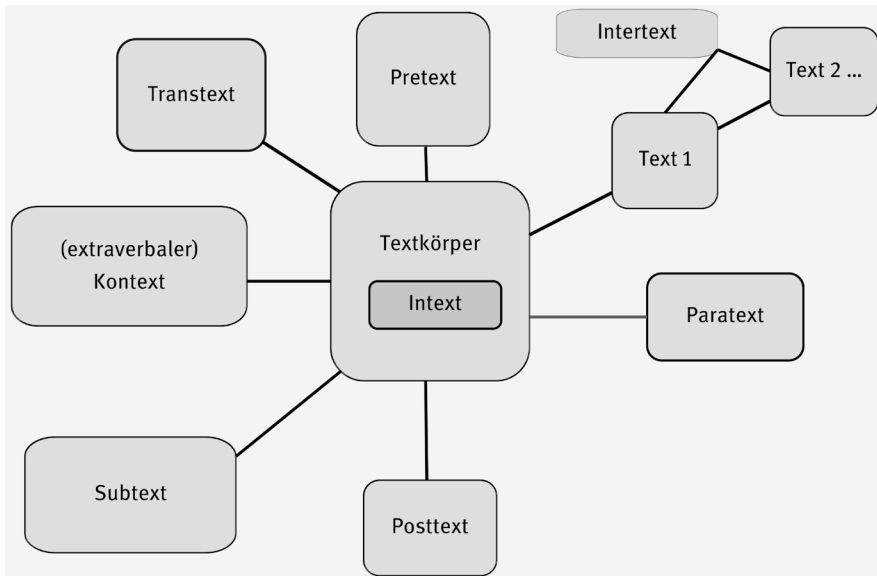 Intertext
Pretext
Text 2 ...
Transtext
Text 1
Textkörper
(extraverbaler)
Kontext
Intext
Paratext
Subtext
Posttext